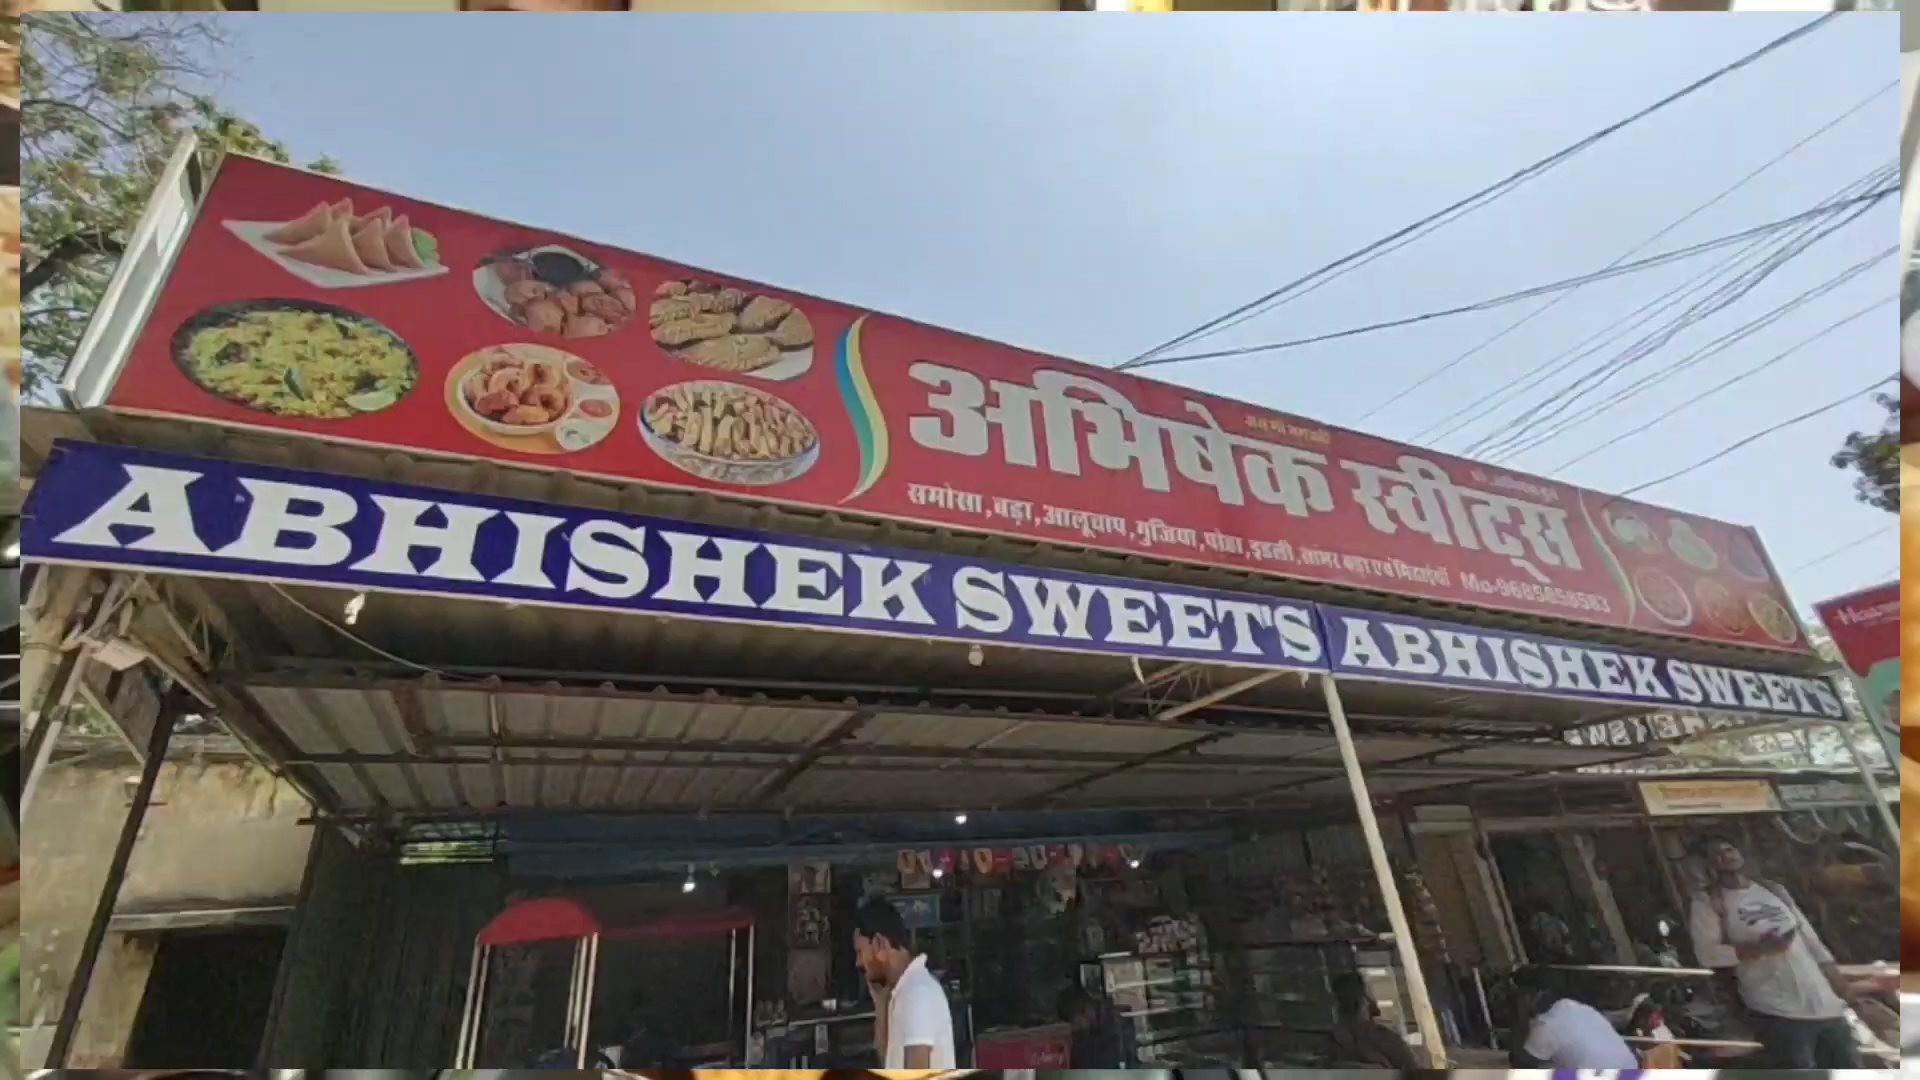 अभिषेक स्वीट्स
समोसा, बड़ा, आलूचाप, गुजिया, पोहा, इडली, सांभर बड़ा एवं मिठाईयाँ
ABHISHEK SWEET'S
ABHISHEK SWEET'S